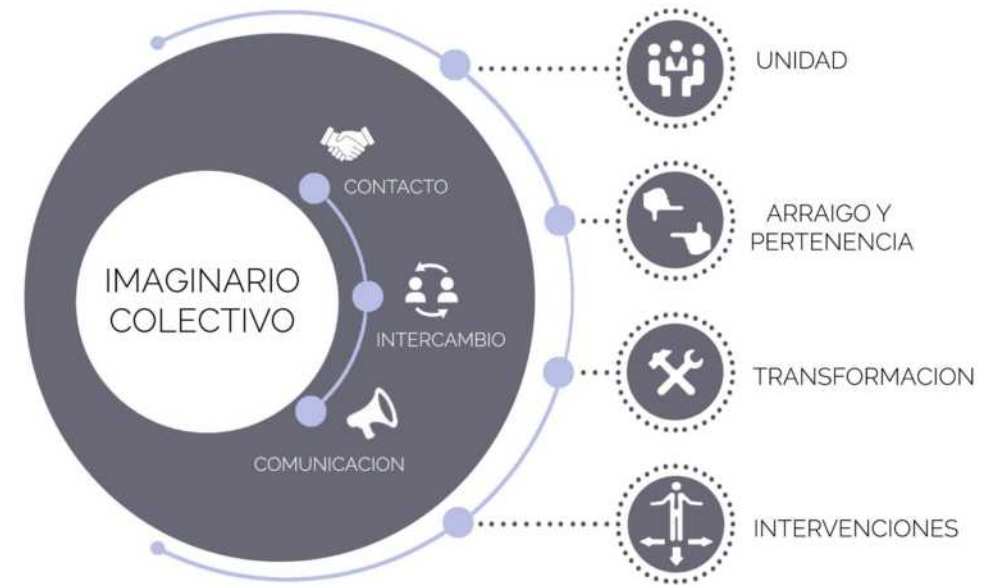 IMAGINARIO
COLECTIVO
CONTACTO
INTERCAMBIO
COMUNICACION
UNIDAD
ARRAIGO Y
PERTENENCIA
TRANSFORMACION
INTERVENCIONES